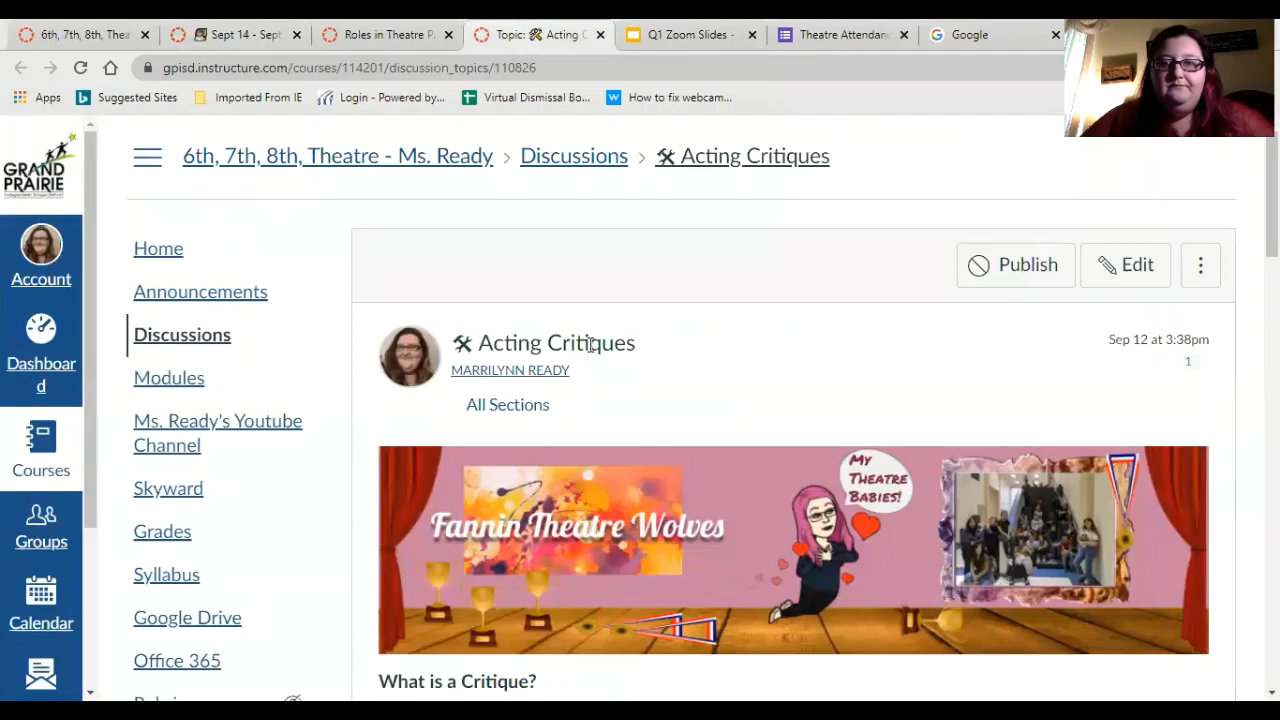 6th, 7th, 8th, Thea
Sept 14 - Sept
Roles in Theatre P
Topic: 🛠 Acting C
Q1 Zoom Slides -
Theatre Attendanc
Google
gpisd.instructure.com/courses/114201/discussion_topics/110826
Apps
Suggested Sites
Imported From IE
Login - Powered by...
Virtual Dismissal Bo...
How to fix webcam...
GRAND
PRAIRIE
6th, 7th, 8th, Theatre - Ms. Ready > Discussions > 🛠 Acting Critiques
Account
Dashboar
d
Courses
Groups
Calendar
Home
Announcements
Discussions
Modules
Ms. Ready's Youtube
Channel
Skyward
Grades
Syllabus
Google Drive
Office 365
Publish
Edit
🛠 Acting Critiques
MARRILYNN READY
All Sections
Sep 12 at 3:38pm
1
Fannin Theatre Wolves
My
Theatre
Babies!
What is a Critique?